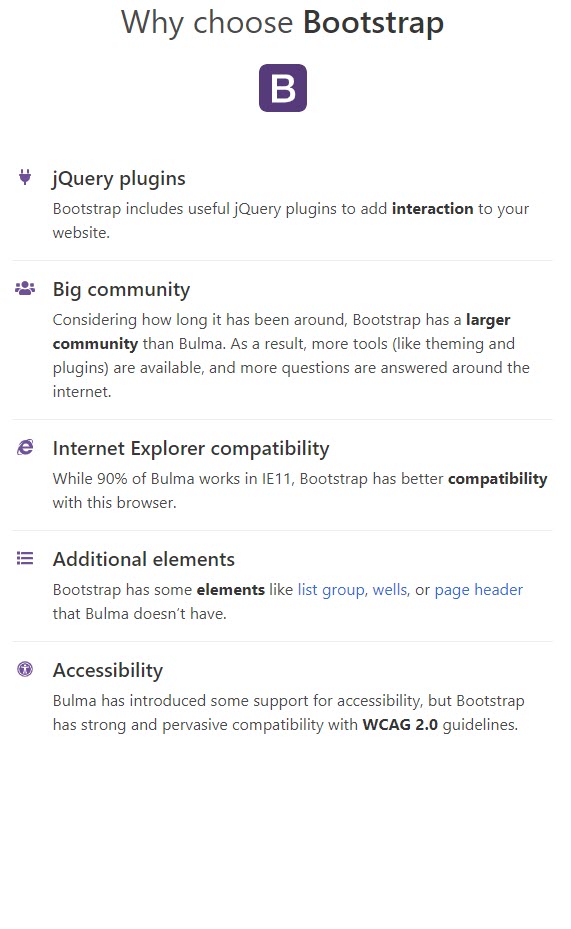 Why choose Bootstrap
B
jQuery plugins
Bootstrap includes useful jQuery plugins to add interaction to your
website.
Big community
Considering how long it has been around, Bootstrap has a larger
community than Bulma. As a result, more tools (like theming and
plugins) are available, and more questions are answered around the
internet.
Internet Explorer compatibility
While 90% of Bulma works in IE11, Bootstrap has better compatibility
with this browser.
Additional elements
Bootstrap has some elements like list group, wells, or page header
that Bulma doesn’t have.
Accessibility
Bulma has introduced some support for accessibility, but Bootstrap
has strong and pervasive compatibility with WCAG 2.0 guidelines.